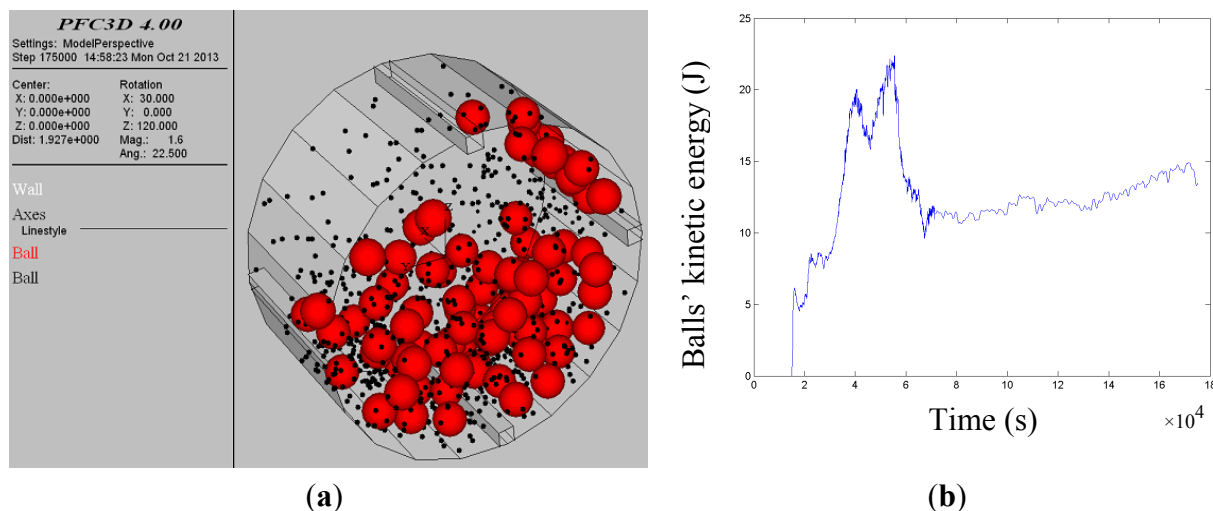 PFC3D 4.00
Settings: ModelPerspective
Step 175000 14:58:23 Mon Oct 21 2013
Center: Rotation
X: 0.000e+000 X: 30.000
Y: 0.000e+000 Y: 0.000
Z: 0.000e+000 Z: 120.000
Dist: 1.927e+000 Mag.: 1.6
Ang.: 22.500
Wall
Axes
Linestyle
Ball
Ball
Z
X
Y
(a)
Balls' kinetic energy (J)
25
20
15
10
5
0
0 2 4 6 8 10 12 14 16 18
Time (s) ×10⁴
(b)